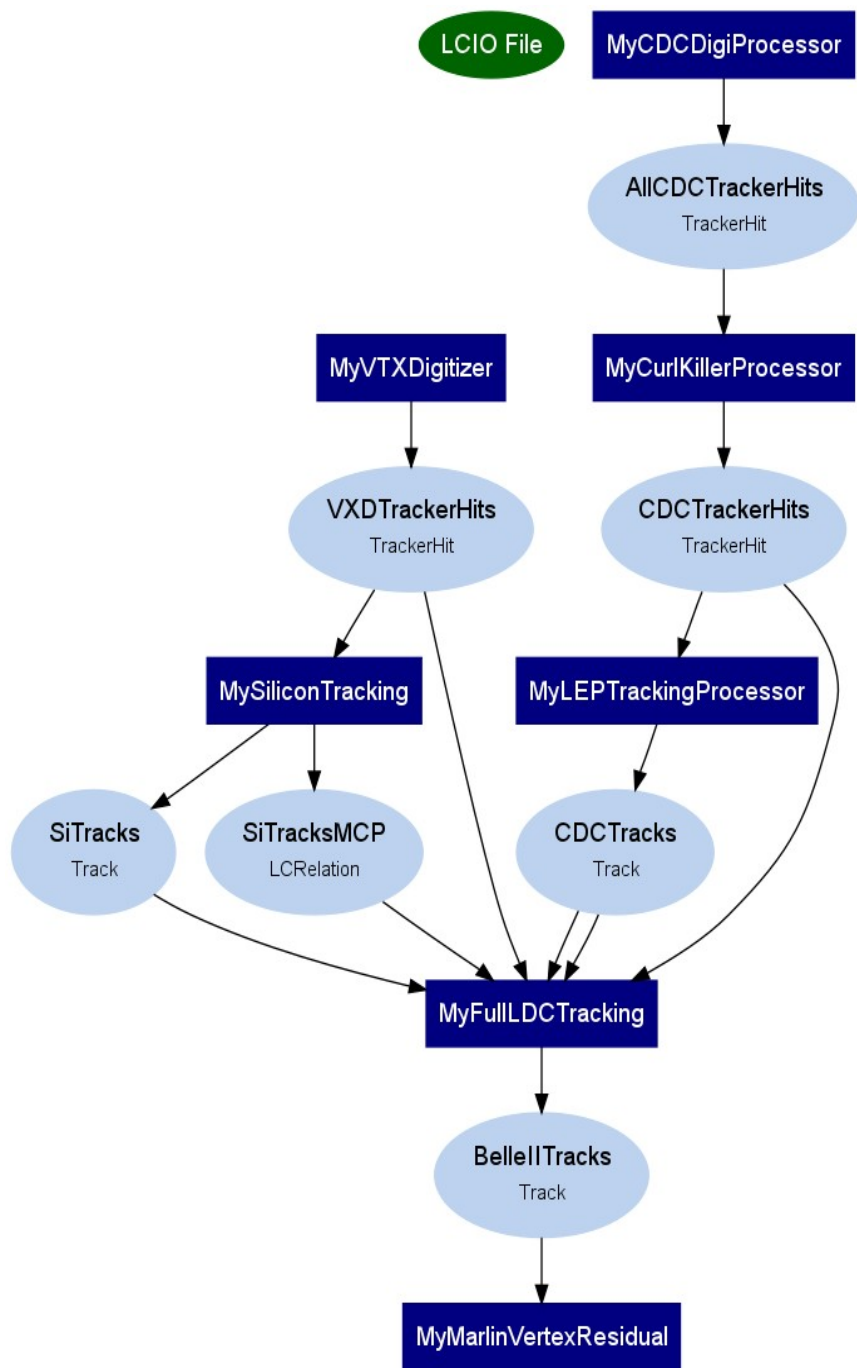 LCIO File
MyCDCDigiProcessor
AllCDCTrackerHits
TrackerHit
MyVTXDigitizer
MyCurlKillerProcessor
VXDTrackerHits
TrackerHit
CDCTrackerHits
TrackerHit
MySiliconTracking
MyLEPTrackingProcessor
SiTracks
Track
SiTracksMCP
LCRelation
CDCTracks
Track
MyFullLDCTracking
BelleIITracks
Track
MyMarlinVertexResidual